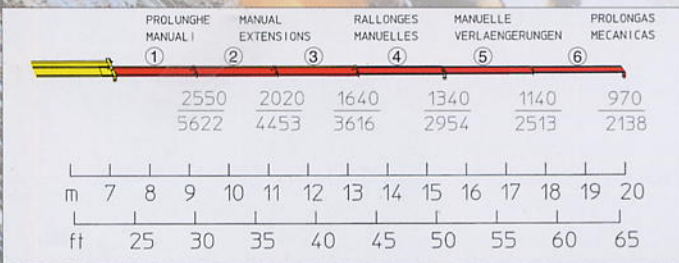 PROLUNGHE MANUAL RALLONGES MANUELLE PROLONGAS
MANUALI EXTENSIONS MANUELLES VERLAENGERUNGEN MECANICAS
① ② ③ ④ ⑤ ⑥
2550 2020 1640 1340 1140 970
5622 4453 3616 2954 2513 2138
m 7 8 9 10 11 12 13 14 15 16 17 18 19 20
ft 25 30 35 40 45 50 55 60 65